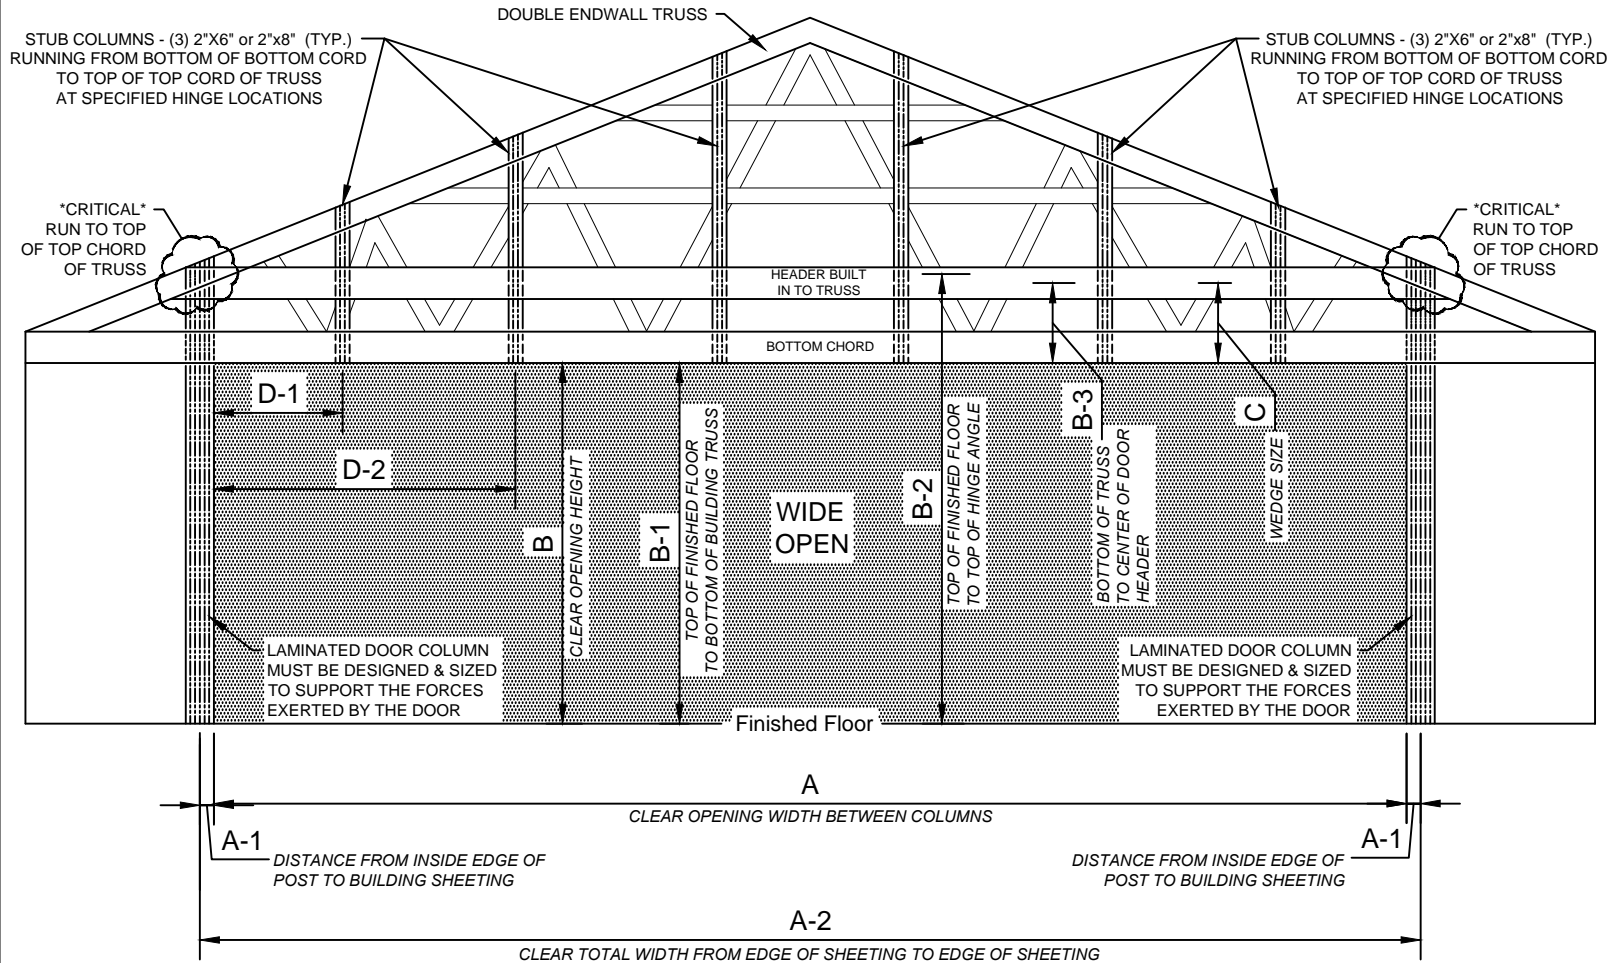 DOUBLE ENDWALL TRUSS
STUB COLUMNS - (3) 2"X6" or 2"x8" (TYP.)
RUNNING FROM BOTTOM OF BOTTOM CORD
TO TOP OF TOP CORD OF TRUSS
AT SPECIFIED HINGE LOCATIONS
STUB COLUMNS - (3) 2"X6" or 2"x8" (TYP.)
RUNNING FROM BOTTOM OF BOTTOM CORD
TO TOP OF TOP CORD OF TRUSS
AT SPECIFIED HINGE LOCATIONS
*CRITICAL*
RUN TO TOP
OF TOP CHORD
OF TRUSS
*CRITICAL*
RUN TO TOP
OF TOP CHORD
OF TRUSS
HEADER BUILT
IN TO TRUSS
BOTTOM CHORD
D-1
D-2
B
CLEAR OPENING HEIGHT
B-1
TOP OF FINISHED FLOOR
TO BOTTOM OF BUILDING TRUSS
WIDE
OPEN
B-2
TOP OF FINISHED FLOOR
TO TOP OF HINGE ANGLE
B-3
BOTTOM OF TRUSS
TO CENTER OF DOOR
HEADER
C
WEDGE SIZE
LAMINATED DOOR COLUMN
MUST BE DESIGNED & SIZED
TO SUPPORT THE FORCES
EXERTED BY THE DOOR
LAMINATED DOOR COLUMN
MUST BE DESIGNED & SIZED
TO SUPPORT THE FORCES
EXERTED BY THE DOOR
Finished Floor
A
CLEAR OPENING WIDTH BETWEEN COLUMNS
A-1
DISTANCE FROM INSIDE EDGE OF
POST TO BUILDING SHEETING
A-1
DISTANCE FROM INSIDE EDGE OF
POST TO BUILDING SHEETING
A-2
CLEAR TOTAL WIDTH FROM EDGE OF SHEETING TO EDGE OF SHEETING